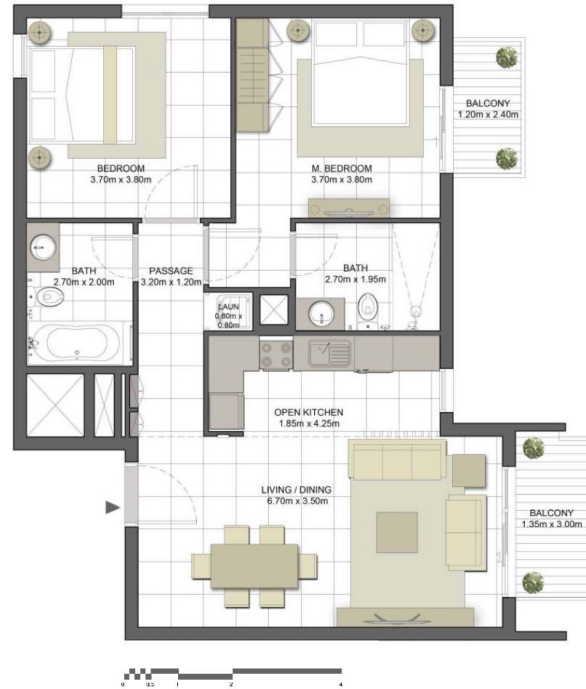 BEDROOM
3.70m x 3.80m
M. BEDROOM
3.70m x 3.80m
BALCONY
1.20m x 2.40m
BATH
2.70m x 2.00m
PASSAGE
3.20m x 1.20m
BATH
2.70m x 1.95m
LAUN
0.80m x
0.80m
OPEN KITCHEN
1.85m x 4.25m
LIVING / DINING
6.70m x 3.50m
BALCONY
1.35m x 3.00m
0 0.5 1 2 4